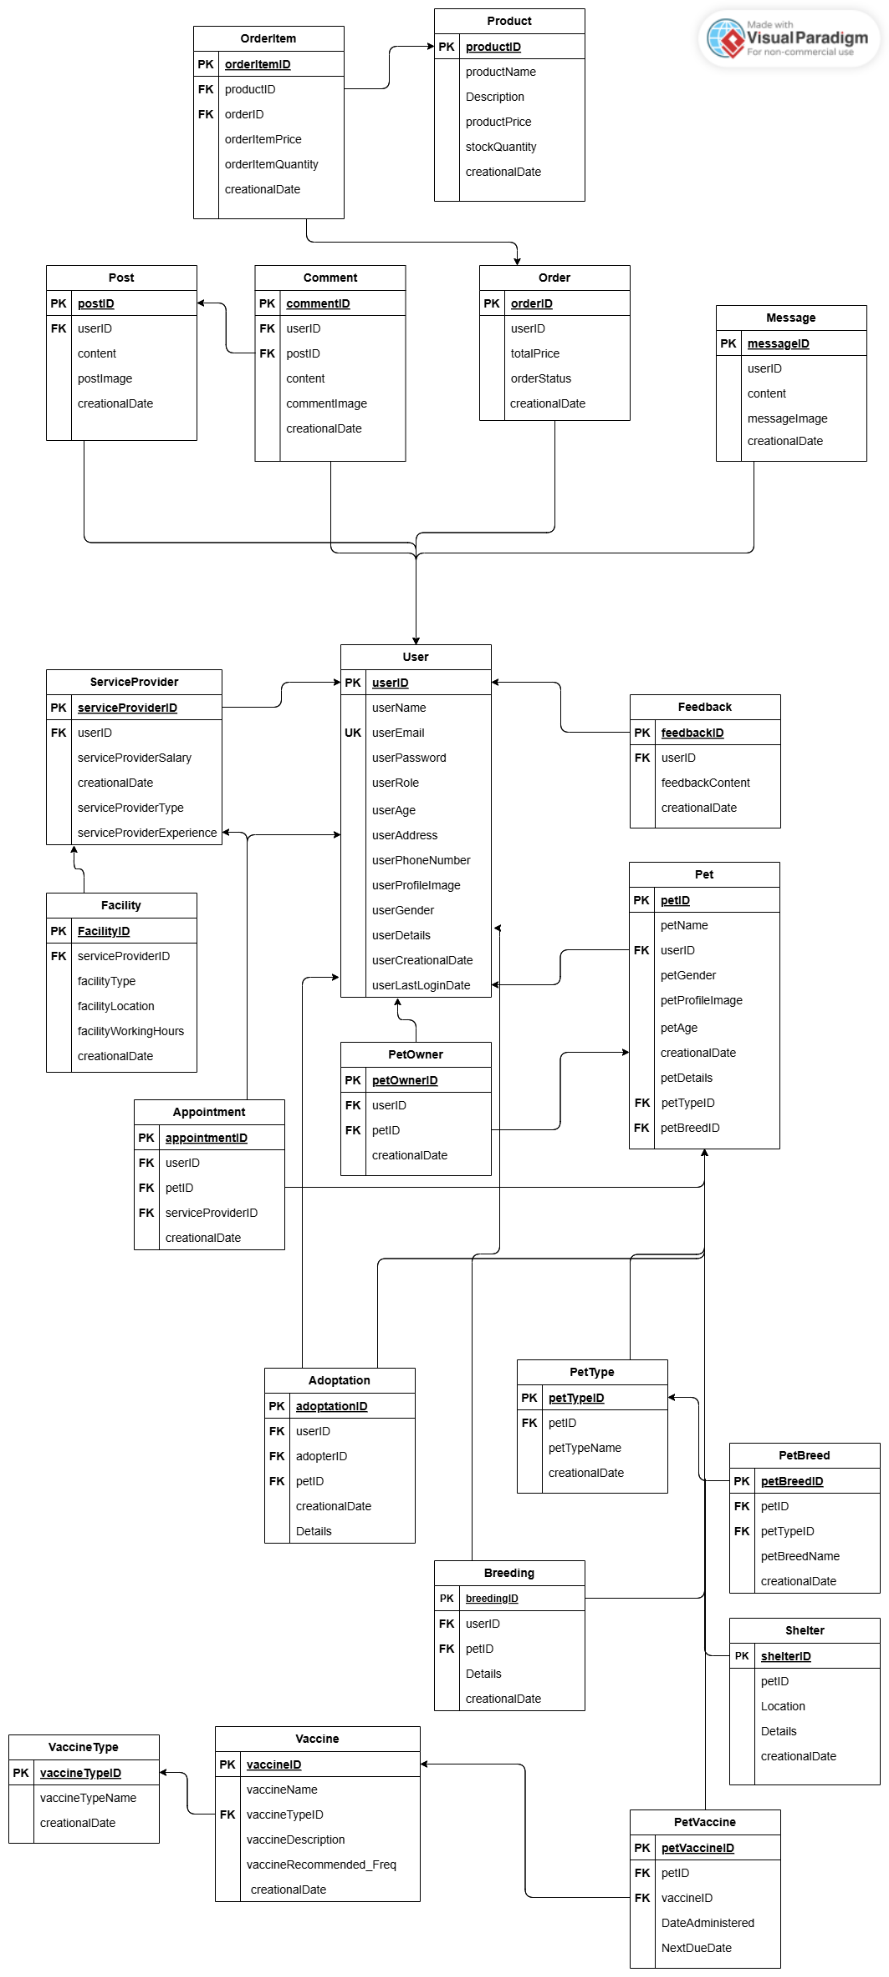 Made with
VisualParadigm
For non-commercial use
Product
PK productID
productName
Description
productPrice
stockQuantity
creationalDate
OrderItem
PK orderItemID
FK productID
FK orderID
orderItemPrice
orderItemQuantity
creationalDate
Post
PK postID
FK userID
content
postImage
creationalDate
Comment
PK commentID
FK userID
FK postID
content
commentImage
creationalDate
Order
PK orderID
userID
totalPrice
orderStatus
creationalDate
Message
PK messageID
userID
content
messageImage
creationalDate
User
PK userID
userName
UK userEmail
userPassword
userRole
userAge
userAddress
userPhoneNumber
userProfileImage
userGender
userDetails
userCreationalDate
userLastLoginDate
ServiceProvider
PK serviceProviderID
FK userID
serviceProviderSalary
creationalDate
serviceProviderType
serviceProviderExperience
Feedback
PK feedbackID
FK userID
feedbackContent
creationalDate
Pet
PK petID
petName
FK userID
petGender
petProfileImage
petAge
creationalDate
petDetails
FK petTypeID
FK petBreedID
Facility
PK FacilityID
FK serviceProviderID
facilityType
facilityLocation
facilityWorkingHours
creationalDate
PetOwner
PK petOwnerID
FK userID
FK petID
creationalDate
Appointment
PK appointmentID
FK userID
FK petID
FK serviceProviderID
creationalDate
Adoptation
PK adoptationID
FK userID
FK adopterID
FK petID
creationalDate
Details
PetType
PK petTypeID
FK petID
petTypeName
creationalDate
PetBreed
PK petBreedID
FK petID
FK petTypeID
petBreedName
creationalDate
Breeding
PK breedingID
FK userID
FK petID
Details
creationalDate
Shelter
PK shelterID
petID
Location
Details
creationalDate
VaccineType
PK vaccineTypeID
vaccineTypeName
creationalDate
Vaccine
PK vaccineID
vaccineName
FK vaccineTypeID
vaccineDescription
vaccineRecommended_Freq
creationalDate
PetVaccine
PK petVaccineID
FK petID
FK vaccineID
DateAdministered
NextDueDate